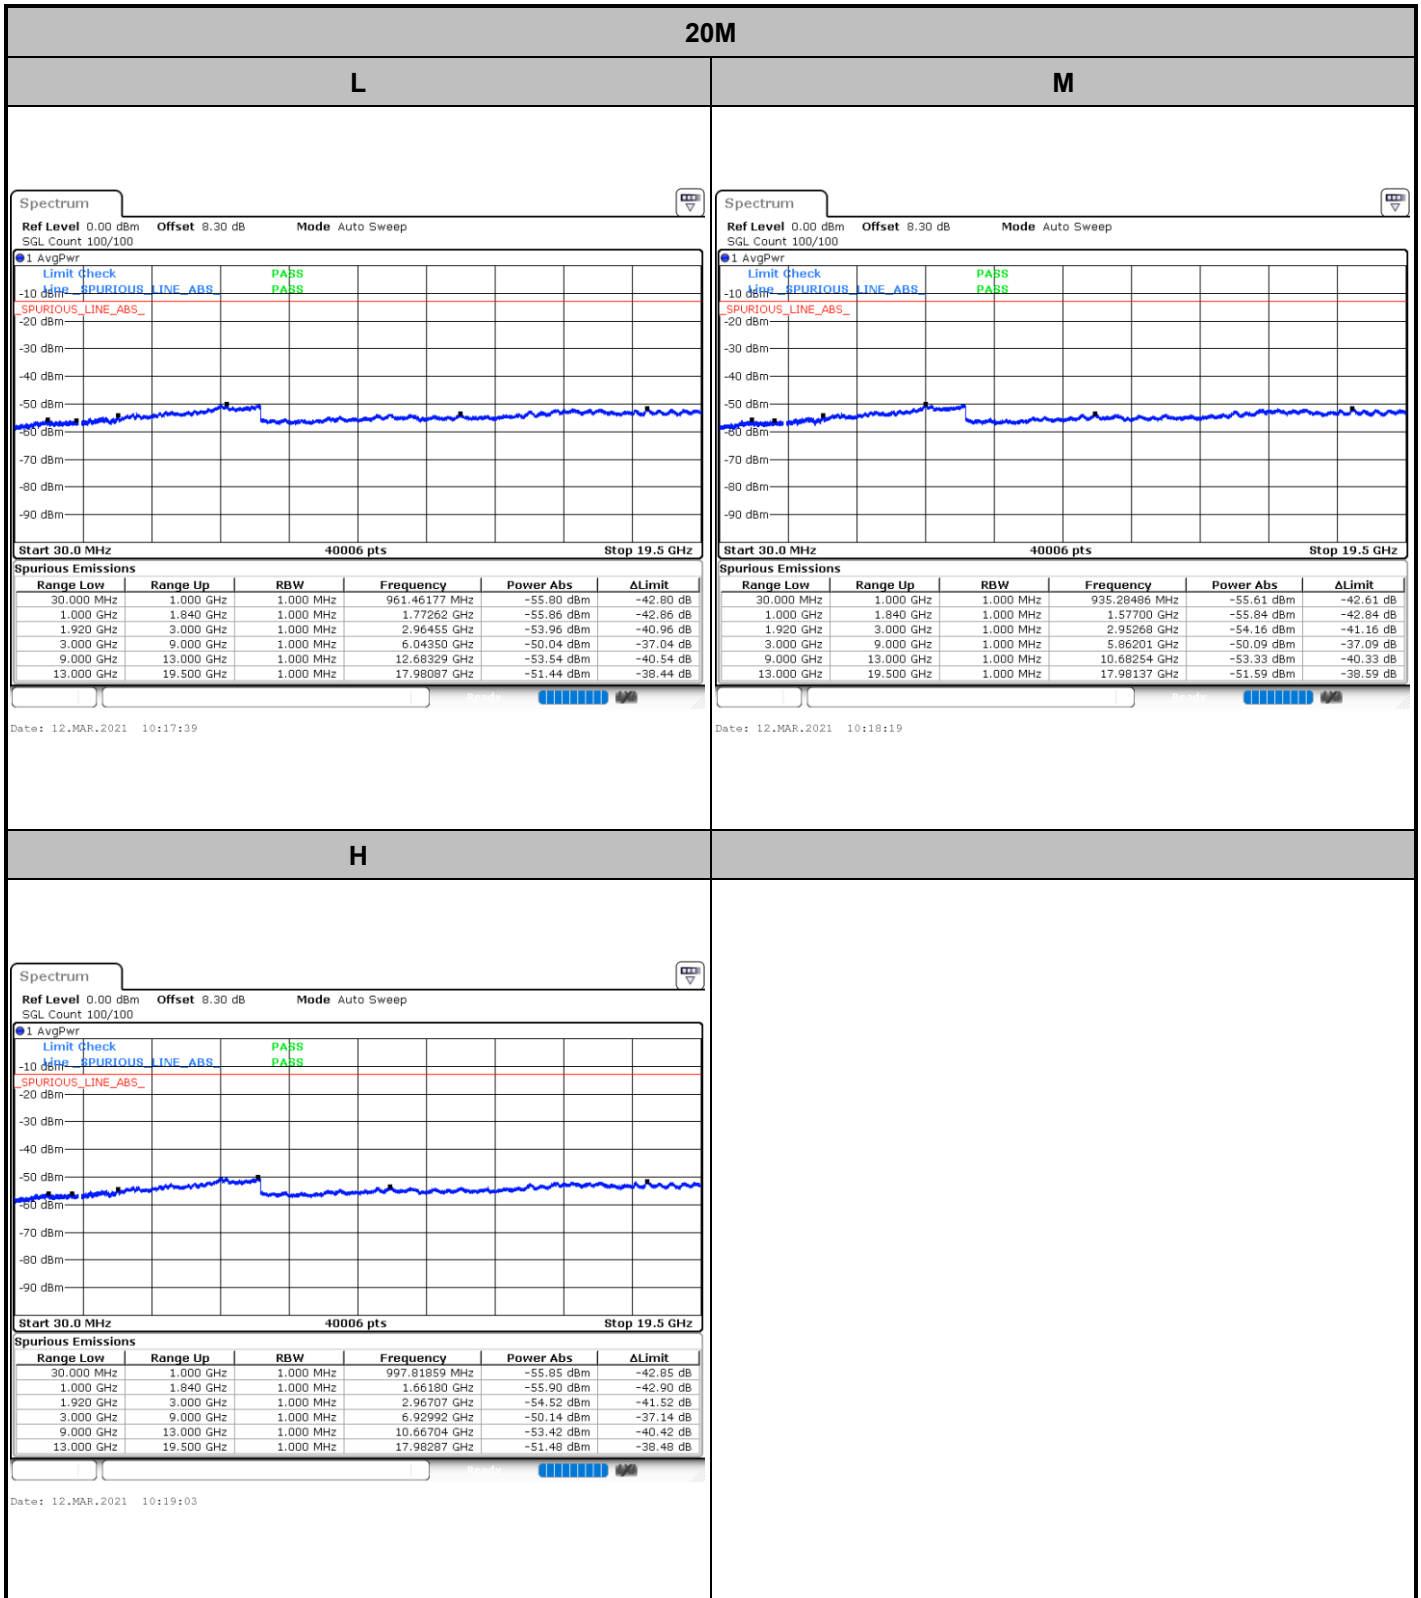 20M
L
M
Spectrum
Ref Level 0.00 dBm Offset 8.30 dB Mode Auto Sweep
SGL Count 100/100
1 AvgPwr
Limit Check PASS
Line _SPURIOUS_LINE_ABS_ PASS
-10 dBm
_SPURIOUS_LINE_ABS_
-20 dBm
-30 dBm
-40 dBm
-50 dBm
-60 dBm
-70 dBm
-80 dBm
-90 dBm
Start 30.0 MHz 40006 pts Stop 19.5 GHz
Spurious Emissions
Range Low Range Up RBW Frequency Power Abs ΔLimit
30.000 MHz 1.000 GHz 1.000 MHz 961.46177 MHz -55.80 dBm -42.80 dB
1.000 GHz 1.840 GHz 1.000 MHz 1.77262 GHz -55.86 dBm -42.86 dB
1.920 GHz 3.000 GHz 1.000 MHz 2.96455 GHz -53.96 dBm -40.96 dB
3.000 GHz 9.000 GHz 1.000 MHz 6.04350 GHz -50.04 dBm -37.04 dB
9.000 GHz 13.000 GHz 1.000 MHz 12.68329 GHz -53.54 dBm -40.54 dB
13.000 GHz 19.500 GHz 1.000 MHz 17.98087 GHz -51.44 dBm -38.44 dB
Ready
Date: 12.MAR.2021 10:17:39
Spectrum
Ref Level 0.00 dBm Offset 8.30 dB Mode Auto Sweep
SGL Count 100/100
1 AvgPwr
Limit Check PASS
Line _SPURIOUS_LINE_ABS_ PASS
-10 dBm
_SPURIOUS_LINE_ABS_
-20 dBm
-30 dBm
-40 dBm
-50 dBm
-60 dBm
-70 dBm
-80 dBm
-90 dBm
Start 30.0 MHz 40006 pts Stop 19.5 GHz
Spurious Emissions
Range Low Range Up RBW Frequency Power Abs ΔLimit
30.000 MHz 1.000 GHz 1.000 MHz 935.28486 MHz -55.61 dBm -42.61 dB
1.000 GHz 1.840 GHz 1.000 MHz 1.57700 GHz -55.84 dBm -42.84 dB
1.920 GHz 3.000 GHz 1.000 MHz 2.95268 GHz -54.16 dBm -41.16 dB
3.000 GHz 9.000 GHz 1.000 MHz 5.86201 GHz -50.09 dBm -37.09 dB
9.000 GHz 13.000 GHz 1.000 MHz 10.68254 GHz -53.33 dBm -40.33 dB
13.000 GHz 19.500 GHz 1.000 MHz 17.98137 GHz -51.59 dBm -38.59 dB
Ready
Date: 12.MAR.2021 10:18:19
H
Spectrum
Ref Level 0.00 dBm Offset 8.30 dB Mode Auto Sweep
SGL Count 100/100
1 AvgPwr
Limit Check PASS
Line _SPURIOUS_LINE_ABS_ PASS
-10 dBm
_SPURIOUS_LINE_ABS_
-20 dBm
-30 dBm
-40 dBm
-50 dBm
-60 dBm
-70 dBm
-80 dBm
-90 dBm
Start 30.0 MHz 40006 pts Stop 19.5 GHz
Spurious Emissions
Range Low Range Up RBW Frequency Power Abs ΔLimit
30.000 MHz 1.000 GHz 1.000 MHz 997.81859 MHz -55.85 dBm -42.85 dB
1.000 GHz 1.840 GHz 1.000 MHz 1.66180 GHz -55.90 dBm -42.90 dB
1.920 GHz 3.000 GHz 1.000 MHz 2.96707 GHz -54.52 dBm -41.52 dB
3.000 GHz 9.000 GHz 1.000 MHz 6.92992 GHz -50.14 dBm -37.14 dB
9.000 GHz 13.000 GHz 1.000 MHz 10.66704 GHz -53.42 dBm -40.42 dB
13.000 GHz 19.500 GHz 1.000 MHz 17.98287 GHz -51.48 dBm -38.48 dB
Ready
Date: 12.MAR.2021 10:19:03